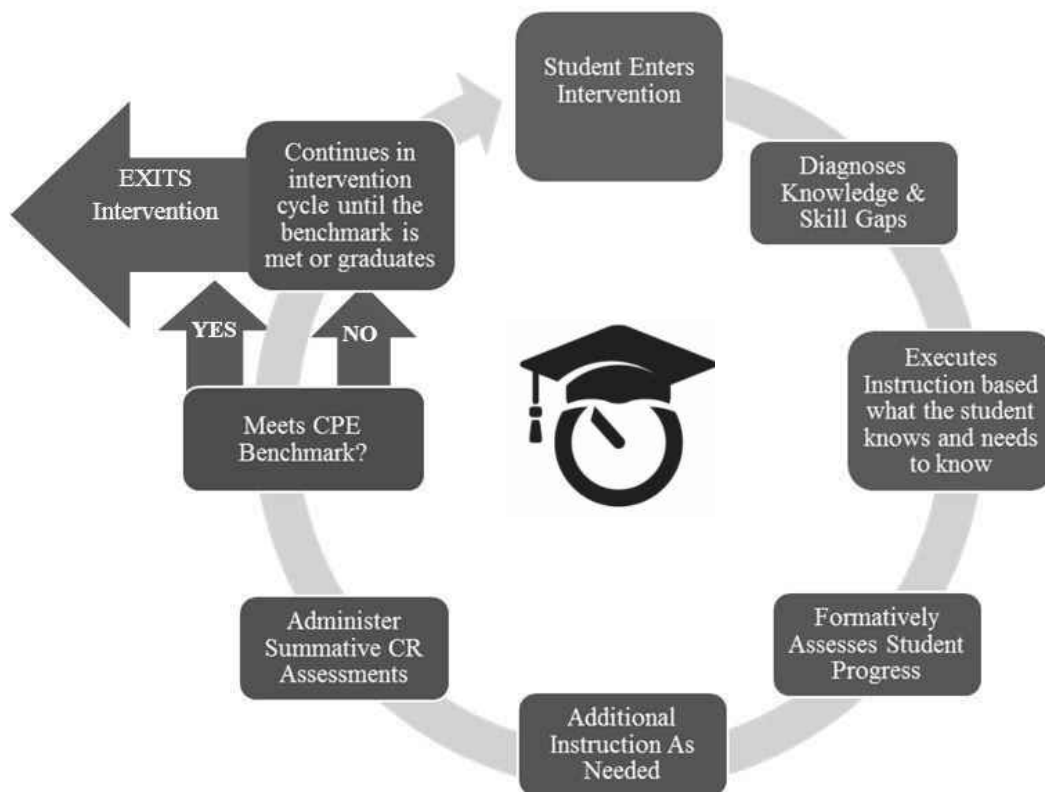 Student Enters
Intervention
Diagnoses
Knowledge &
Skill Gaps
Executes
Instruction based
what the student
knows and needs
to know
Formatively
Assesses Student
Progress
Additional
Instruction As
Needed
Administer
Summative CR
Assessments
Meets CPE
Benchmark?
YES
NO
EXITS
Intervention
Continues in
intervention
cycle until the
benchmark is
met or graduates